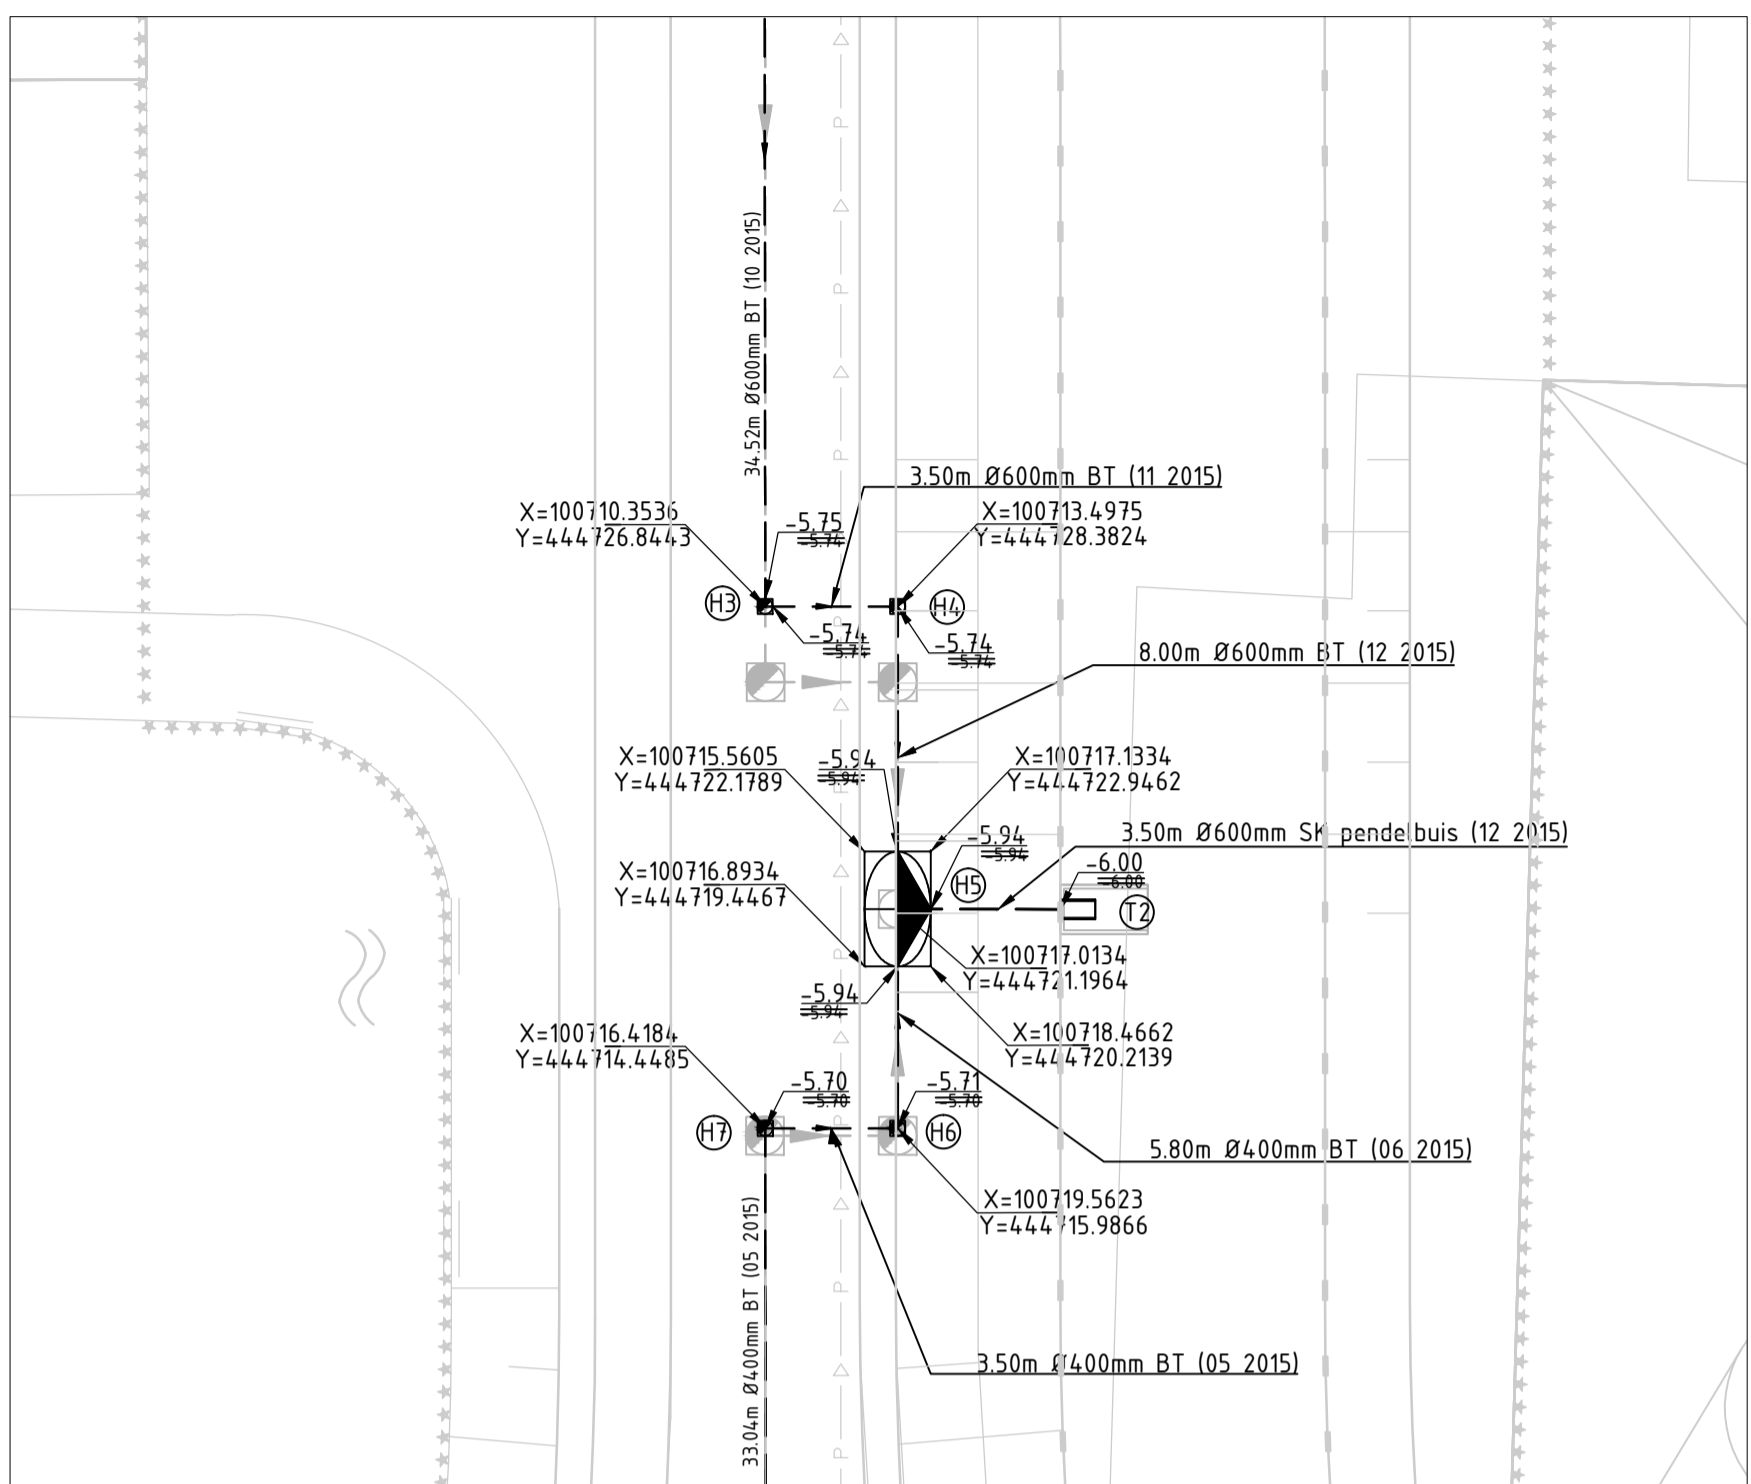 34.52m Ø600mm BT (10 2015)
3.50m Ø600mm BT (11 2015)
X=100710.3536
Y=444726.8443
-5.75
-5.74
X=100713.4975
Y=444728.3824
H3
H4
-5.74
-5.74
-5.74
-5.74
8.00m Ø600mm BT (12 2015)
X=100715.5605
Y=444722.1789
-5.94
-5.94
X=100717.1334
Y=444722.9462
3.50m Ø600mm SK pendelbuis (12 2015)
-5.94
-5.94
-6.00
-6.00
X=100716.8934
Y=444719.4467
H5
T2
X=100717.0134
Y=444721.1964
-5.94
-5.94
X=100716.4184
Y=444714.4485
X=100718.4662
Y=444720.2139
-5.70
-5.70
-5.71
-5.70
H7
H6
5.80m Ø400mm BT (06 2015)
X=100719.5623
Y=444715.9866
33.04m Ø400mm BT (05 2015)
3.50m Ø400mm BT (05 2015)
P
P
P
P
P
P
P
P
P
P